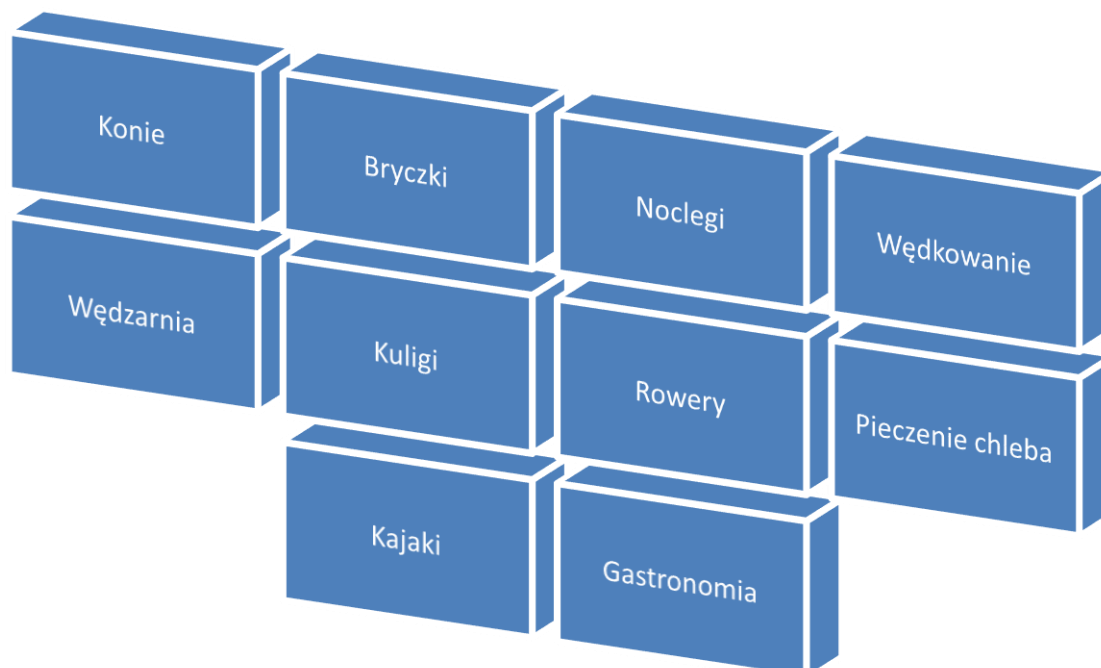 Konie
Bryczki
Noclegi
Wędkowanie
Wędzarnia
Kuligi
Rowery
Pieczenie chleba
Kajaki
Gastronomia